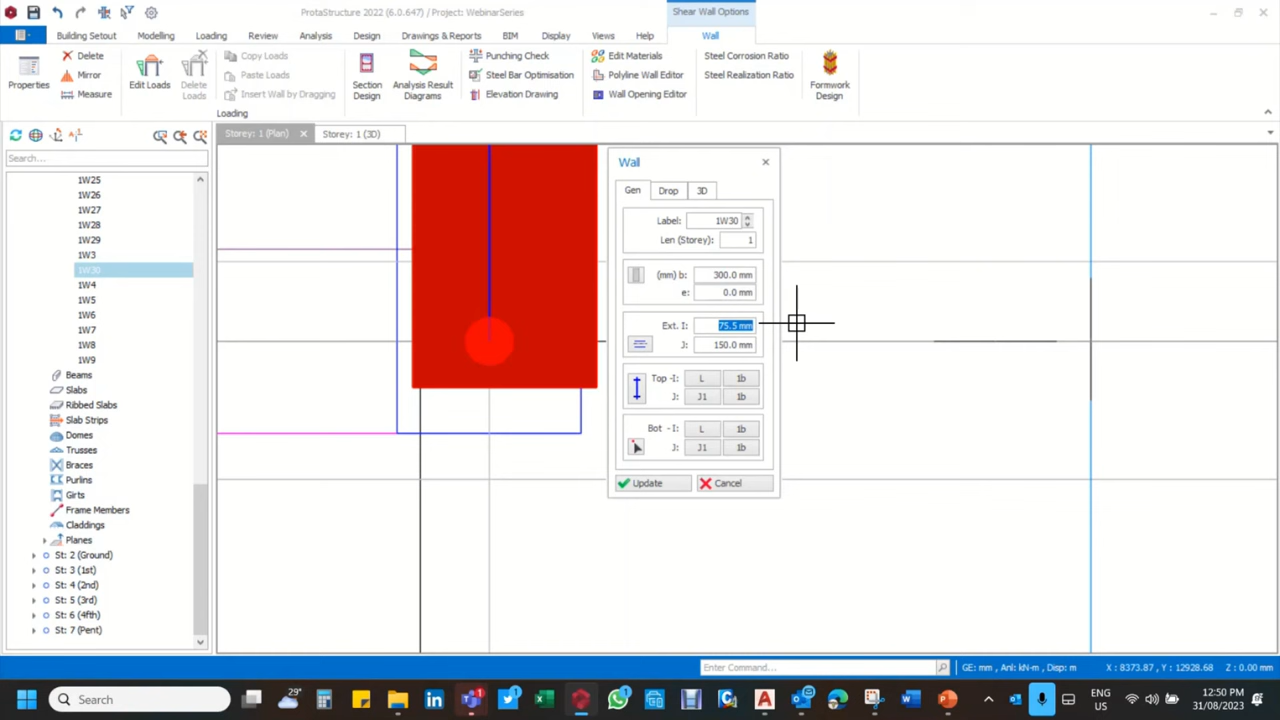 ProtaStructure 2022 (6.0.647) / Project: WebinarSeries
Shear Wall Options
Building Setout Modelling Loading Review Analysis Design Drawings & Reports BIM Display Views Help Wall
Properties
Delete
Mirror
Measure
Edit Loads
Delete Loads
Copy Loads
Paste Loads
Insert Wall by Dragging
Loading
Section Design
Analysis Result Diagrams
Punching Check
Steel Bar Optimisation
Elevation Drawing
Edit Materials
Polyline Wall Editor
Wall Opening Editor
Steel Corrosion Ratio
Steel Realization Ratio
Formwork Design
Storey: 1 (Plan)
Storey: 1 (3D)
Search...
1W25
1W26
1W27
1W28
1W29
1W3
1W30
1W4
1W5
1W6
1W7
1W8
1W9
Beams
Slabs
Ribbed Slabs
Slab Strips
Domes
Trusses
Braces
Purlins
Girts
Frame Members
Claddings
Planes
St: 2 (Ground)
St: 3 (1st)
St: 4 (2nd)
St: 5 (3rd)
St: 6 (4fth)
St: 7 (Pent)
Wall
Gen Drop 3D
Label: 1W30
Len (Storey): 1
(mm) b: 300.0 mm
e: 0.0 mm
Ext. I: 75.5 mm
J: 150.0 mm
Top -I: L 1b
J: J1 1b
Bot -I: L 1b
J: J1 1b
Update Cancel
Enter Command...
GE: mm , Anl: kN-m , Disp: m
X : 8373.87 , Y : 12928.68 Z : 0.00 mm
Search
29°
1
1
ENG
US
12:50 PM
31/08/2023